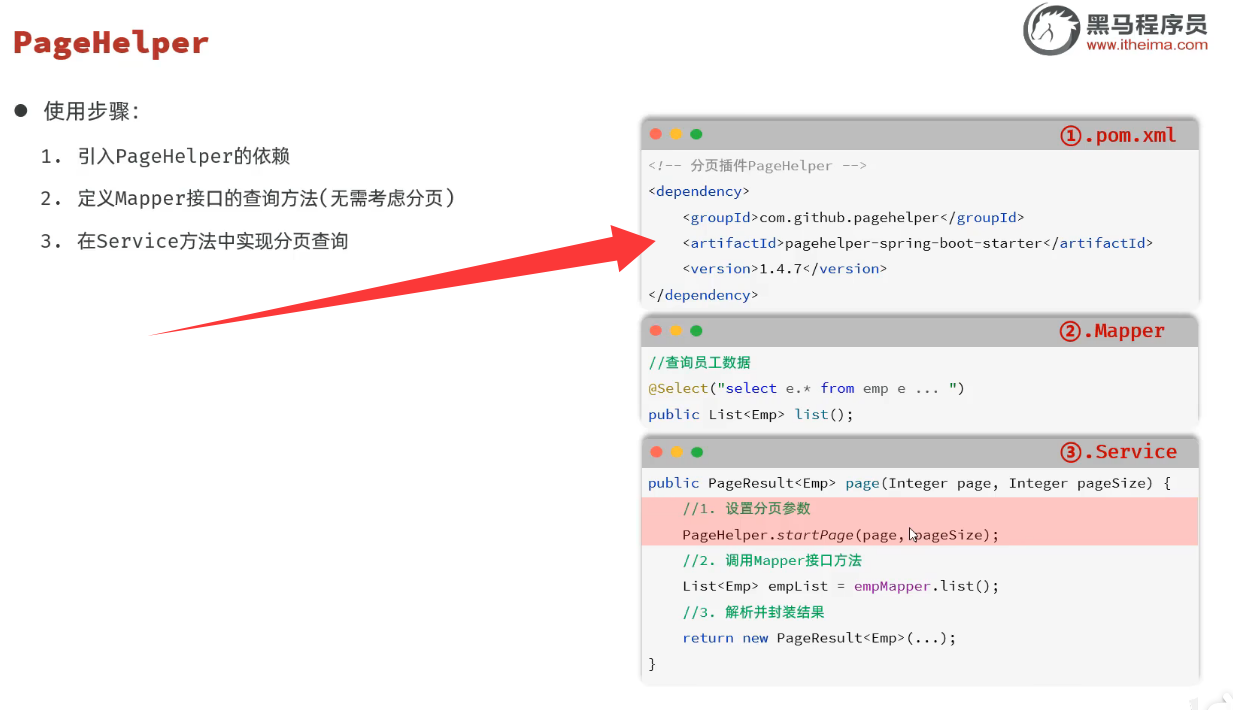 PageHelper
黑马程序员
www.itheima.com
● 使用步骤:
1. 引入PageHelper的依赖
2. 定义Mapper接口的查询方法(无需考虑分页)
3. 在Service方法中实现分页查询
①.pom.xml
<!-- 分页插件PageHelper -->
<dependency>
<groupId>com.github.pagehelper</groupId>
<artifactId>pagehelper-spring-boot-starter</artifactId>
<version>1.4.7</version>
</dependency>
②.Mapper
//查询员工数据
@Select("select e.* from emp e ... ")
public List<Emp> list();
③.Service
public PageResult<Emp> page(Integer page, Integer pageSize) {
//1. 设置分页参数
PageHelper.startPage(page, pageSize);
//2. 调用Mapper接口方法
List<Emp> empList = empMapper.list();
//3. 解析并封装结果
return new PageResult<Emp>(...);
}